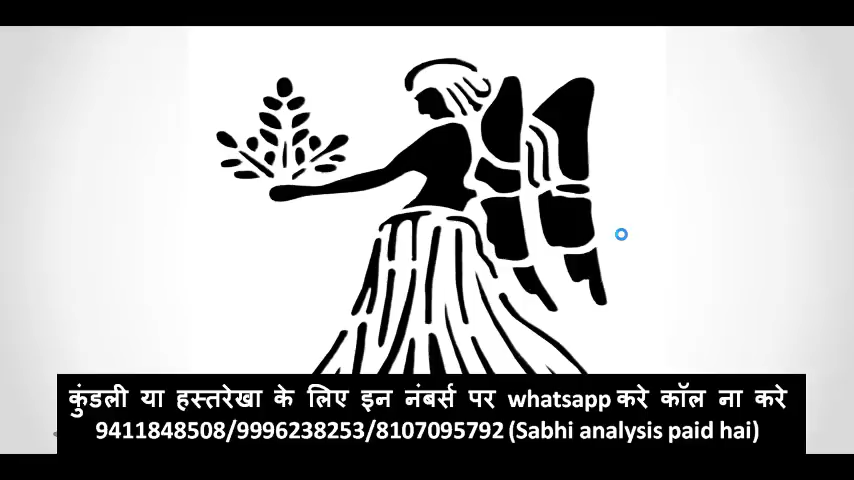 कुंडली या हस्तरेखा के लिए इन नंबर्स पर whatsapp करे कॉल ना करे
9411848508/9996238253/8107095792 (Sabhi analysis paid hai)